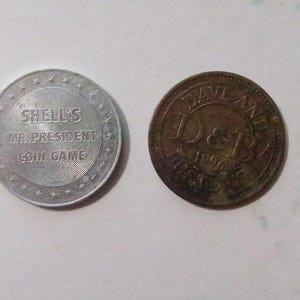 SHELL'S
MR. PRESIDENT
COIN GAME
DAVE AND
D&B